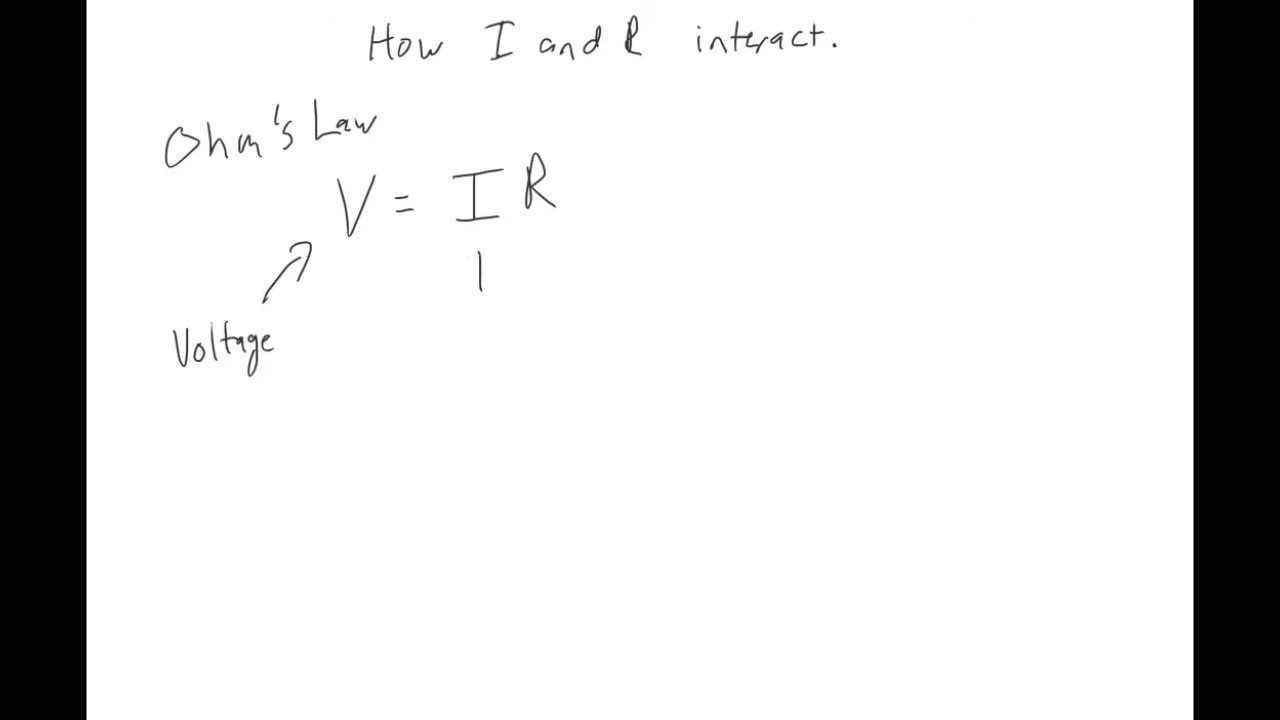 How I and R interact.
Ohm's Law
V = I R
Voltage